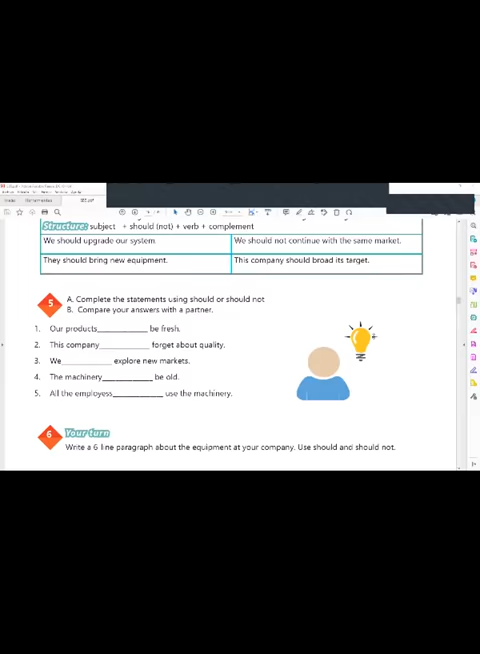 Structure: subject + should (not) + verb + complement
We should upgrade our system
We should not continue with the same market.
They should bring new equipment.
This company should broad its target.
5
A. Complete the statements using should or should not
B. Compare your answers with a partner.
1. Our products____________ be fresh.
2. This company____________ forget about quality.
3. We____________ explore new markets.
4. The machinery____________ be old.
5. All the employess____________ use the machinery.
6
Your turn
Write a 6 line paragraph about the equipment at your company. Use should and should not.